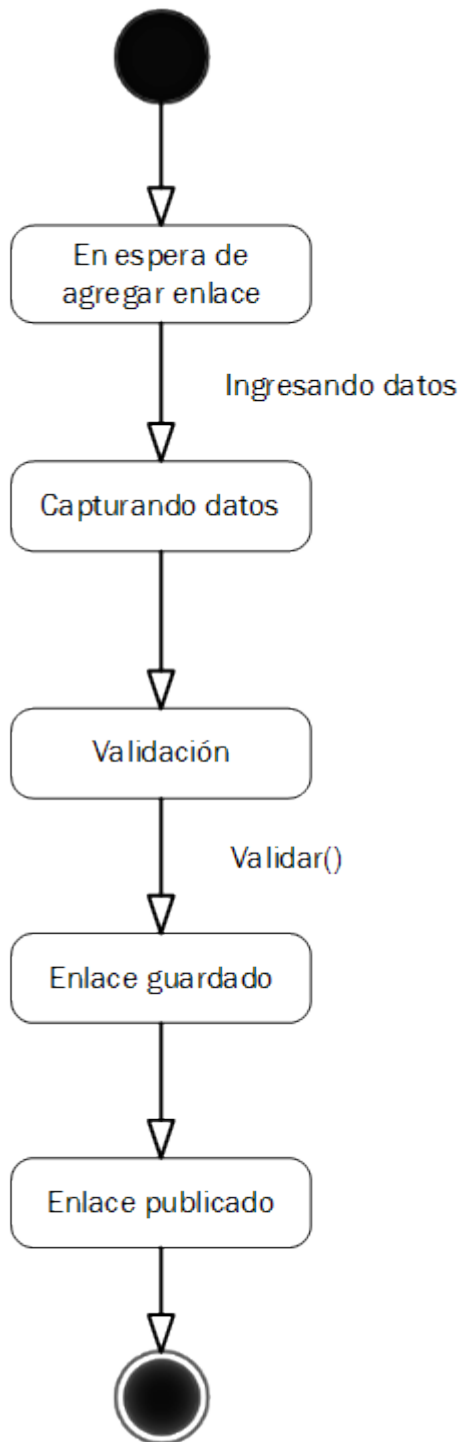 En espera de
agregar enlace
Ingresando datos
Capturando datos
Validación
Validar()
Enlace guardado
Enlace publicado